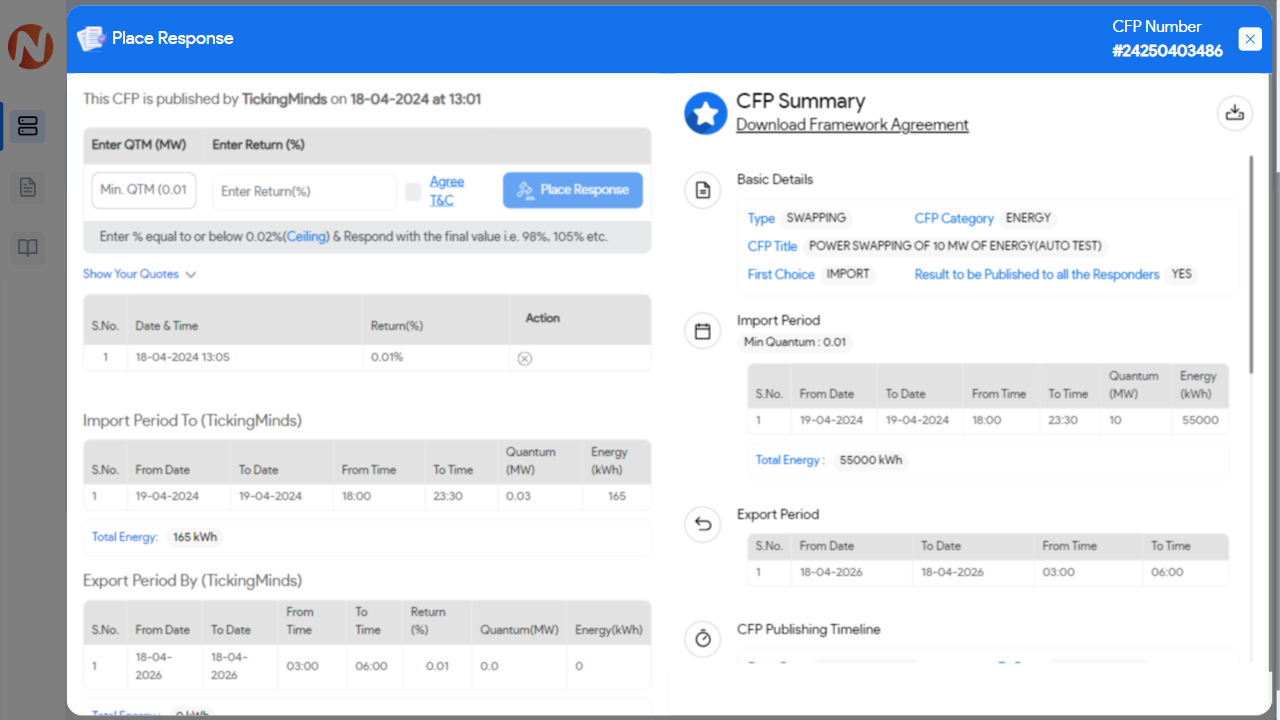 Place Response
CFP Number
#24250403486
This CFP is published by TickingMinds on 18-04-2024 at 13:01
Enter QTM (MW) Enter Return (%)
Min. QTM (0.01
Enter Return(%)
Agree
T&C
Place Response
Enter % equal to or below 0.02%(Ceiling) & Respond with the final value i.e. 98%, 105% etc.
Show Your Quotes
S.No. Date & Time Return(%) Action
1 18-04-2024 13:05 0.01%
Import Period To (TickingMinds)
S.No. From Date To Date From Time To Time Quantum (MW) Energy (kWh)
1 19-04-2024 19-04-2024 18:00 23:30 0.03 165
Total Energy: 165 kWh
Export Period By (TickingMinds)
S.No. From Date To Date From Time To Time Return (%) Quantum(MW) Energy(kWh)
1 18-04-2026 18-04-2026 03:00 06:00 0.01 0.0 0
Total Energy: 0 kWh
CFP Summary
Download Framework Agreement
Basic Details
Type SWAPPING CFP Category ENERGY
CFP Title POWER SWAPPING OF 10 MW OF ENERGY(AUTO TEST)
First Choice IMPORT Result to be Published to all the Responders YES
Import Period
Min Quantum : 0.01
S.No. From Date To Date From Time To Time Quantum (MW) Energy (kWh)
1 19-04-2024 19-04-2024 18:00 23:30 10 55000
Total Energy : 55000 kWh
Export Period
S.No. From Date To Date From Time To Time
1 18-04-2026 18-04-2026 03:00 06:00
CFP Publishing Timeline